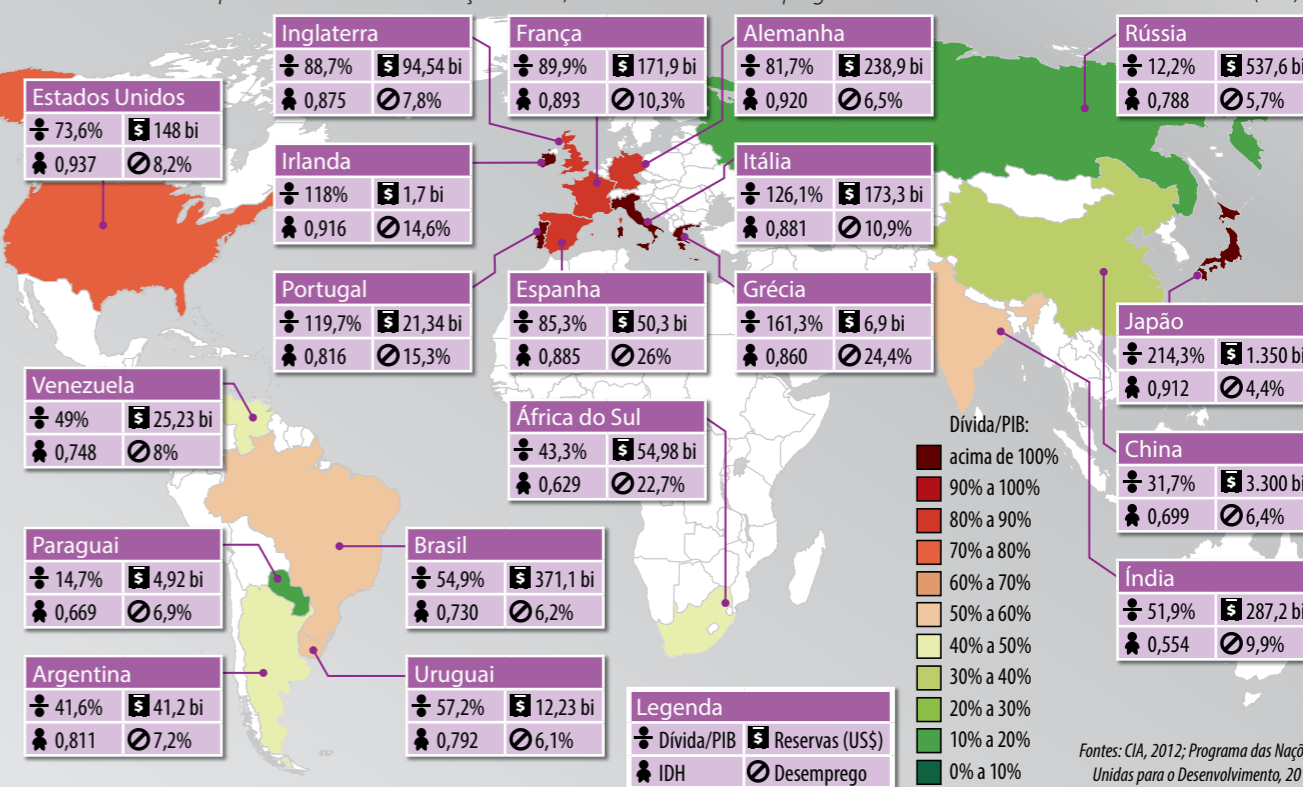 Inglaterra
88,7% $ 94,54 bi
0,875 7,8%
França
89,9% $ 171,9 bi
0,893 10,3%
Alemanha
81,7% $ 238,9 bi
0,920 6,5%
Rússia
12,2% $ 537,6 bi
0,788 5,7%
Estados Unidos
73,6% $ 148 bi
0,937 8,2%
Irlanda
118% $ 1,7 bi
0,916 14,6%
Itália
126,1% $ 173,3 bi
0,881 10,9%
Portugal
119,7% $ 21,34 bi
0,816 15,3%
Espanha
85,3% $ 50,3 bi
0,885 26%
Grécia
161,3% $ 6,9 bi
0,860 24,4%
Japão
214,3% $ 1.350 bi
0,912 4,4%
Venezuela
49% $ 25,23 bi
0,748 8%
África do Sul
43,3% $ 54,98 bi
0,629 22,7%
China
31,7% $ 3.300 bi
0,699 6,4%
Paraguai
14,7% $ 4,92 bi
0,669 6,9%
Brasil
54,9% $ 371,1 bi
0,730 6,2%
Índia
51,9% $ 287,2 bi
0,554 9,9%
Argentina
41,6% $ 41,2 bi
0,811 7,2%
Uruguai
57,2% $ 12,23 bi
0,792 6,1%
Legenda
Dívida/PIB $ Reservas (US$)
IDH Desemprego
Dívida/PIB:
acima de 100%
90% a 100%
80% a 90%
70% a 80%
60% a 70%
50% a 60%
40% a 50%
30% a 40%
20% a 30%
10% a 20%
0% a 10%
Fontes: CIA, 2012; Programa das
Unidas para o Desenvolvimento,